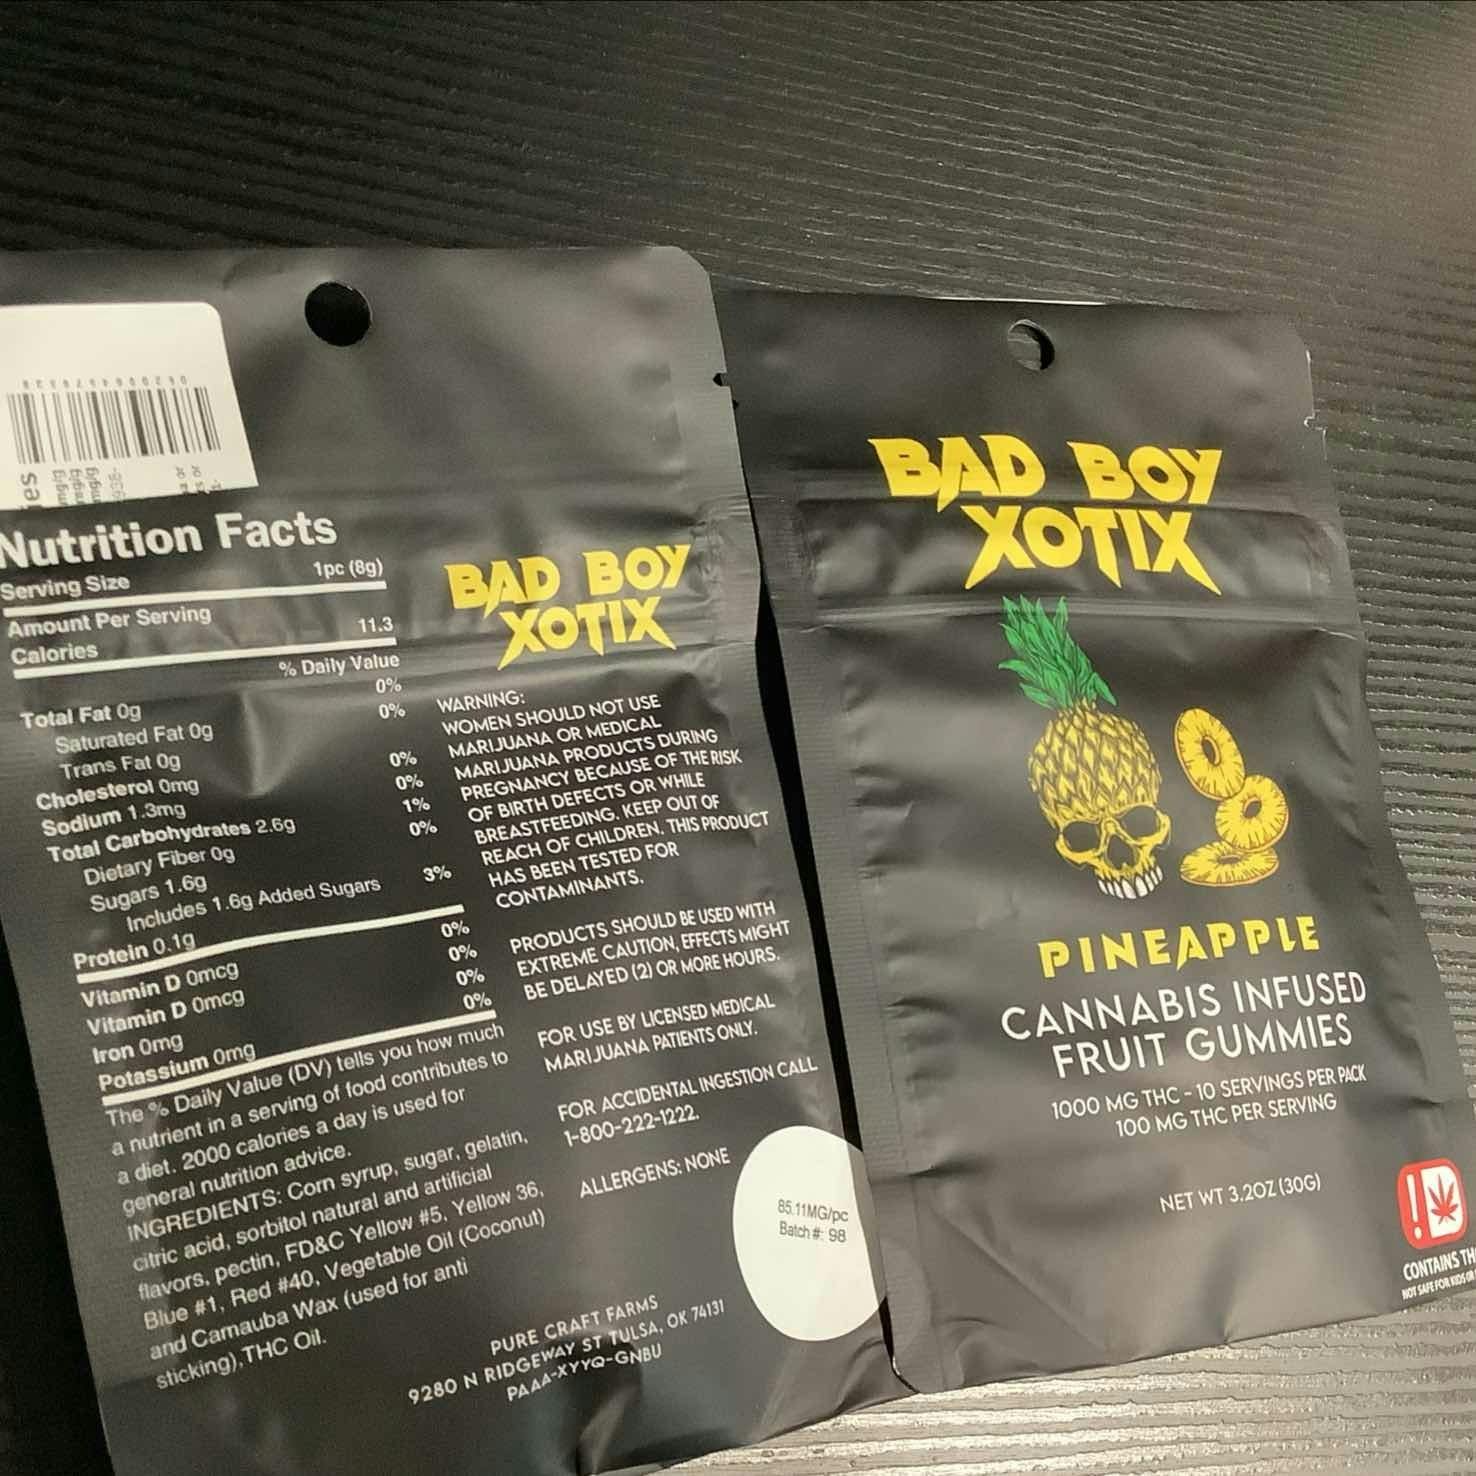 Nutrition Facts
Serving Size 1pc (8g)
Amount Per Serving
Calories 11.3
% Daily Value
Total Fat 0g 0%
Saturated Fat 0g 0%
Trans Fat 0g
Cholesterol 0mg 0%
Sodium 1.3mg 0%
Total Carbohydrates 2.6g 1%
Dietary Fiber 0g 0%
Sugars 1.6g
Includes 1.6g Added Sugars 3%
Protein 0.1g
Vitamin D 0mcg 0%
Vitamin D 0mcg 0%
Iron 0mg 0%
Potassium 0mg 0%
The % Daily Value (DV) tells you how much
a nutrient in a serving of food contributes to
a diet. 2000 calories a day is used for
general nutrition advice.
INGREDIENTS: Corn syrup, sugar, gelatin,
citric acid, sorbitol natural and artificial
flavors, pectin, FD&C Yellow #5, Yellow 36,
Blue #1, Red #40, Vegetable Oil (Coconut)
and Carnauba Wax (used for anti
sticking),THC Oil.
BAD BOY
XOTIX
WARNING:
WOMEN SHOULD NOT USE
MARIJUANA OR MEDICAL
MARIJUANA PRODUCTS DURING
PREGNANCY BECAUSE OF THE RISK
OF BIRTH DEFECTS OR WHILE
BREASTFEEDING. KEEP OUT OF
REACH OF CHILDREN. THIS PRODUCT
HAS BEEN TESTED FOR
CONTAMINANTS.
PRODUCTS SHOULD BE USED WITH
EXTREME CAUTION, EFFECTS MIGHT
BE DELAYED (2) OR MORE HOURS.
FOR USE BY LICENSED MEDICAL
MARIJUANA PATIENTS ONLY.
FOR ACCIDENTAL INGESTION CALL
1-800-222-1222.
ALLERGENS: NONE
85.11MG/pc
Batch #: 98
PURE CRAFT FARMS
9280 N RIDGEWAY ST TULSA, OK 74131
PAAA-XYYQ-GNBU
BAD BOY
XOTIX
PINEAPPLE
CANNABIS INFUSED
FRUIT GUMMIES
1000 MG THC - 10 SERVINGS PER PACK
100 MG THC PER SERVING
NET WT 3.2OZ (30G)
!
CONTAINS TH
NOT SAFE FOR KIDS OR